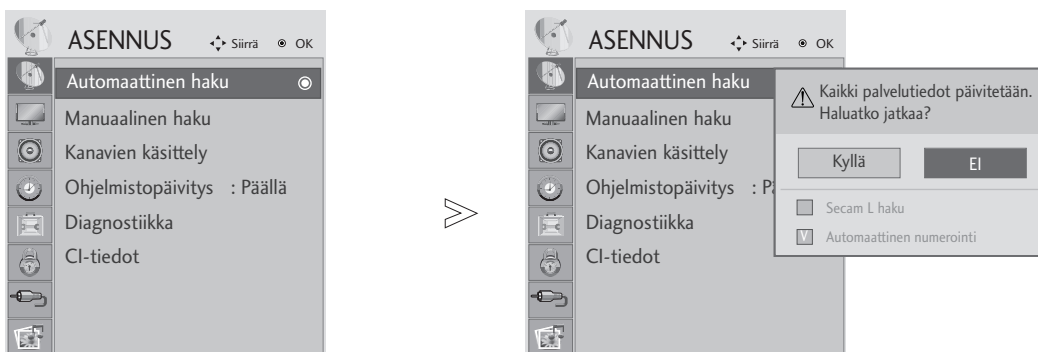 ASENNUS Siirrä OK
Automaattinen haku
Manuaalinen haku
Kanavien käsittely
Ohjelmistopäivitys : Päällä
Diagnostiikka
CI-tiedot
ASENNUS Siirrä OK
Automaattinen haku
Manuaalinen haku
Kanavien käsittely
Ohjelmistopäivitys : Pä
Diagnostiikka
CI-tiedot
Kaikki palvelutiedot päivitetään.
Haluatko jatkaa?
Kyllä EI
Secam L haku
V Automaattinen numerointi